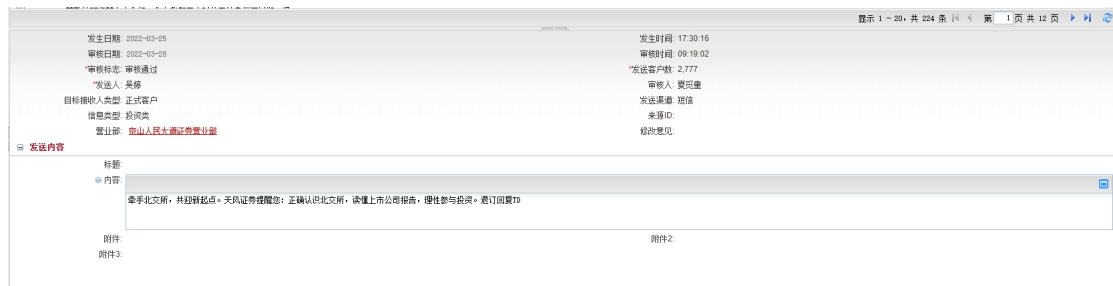 显示 1 - 20，共 224 条 第 1 页 共 12 页
发生日期: 2022-03-25 发生时间: 17:30:16
审核日期: 2022-03-28 审核时间: 09:19:02
*审核标志: 审核通过 *发送客户数: 2,777
*发送人: 吴婷 审核人: 夏觅童
目标接收人类型: 正式客户 发送渠道: 短信
信息类型: 投资类 来源ID:
营业部: 京山人民大道证券营业部 修改意见:
发送内容
标题:
内容:
牵手北交所，共迎新起点。天风证券提醒您：正确认识北交所，读懂上市公司报告，理性参与投资。退订回复TD
附件: 附件2:
附件3: